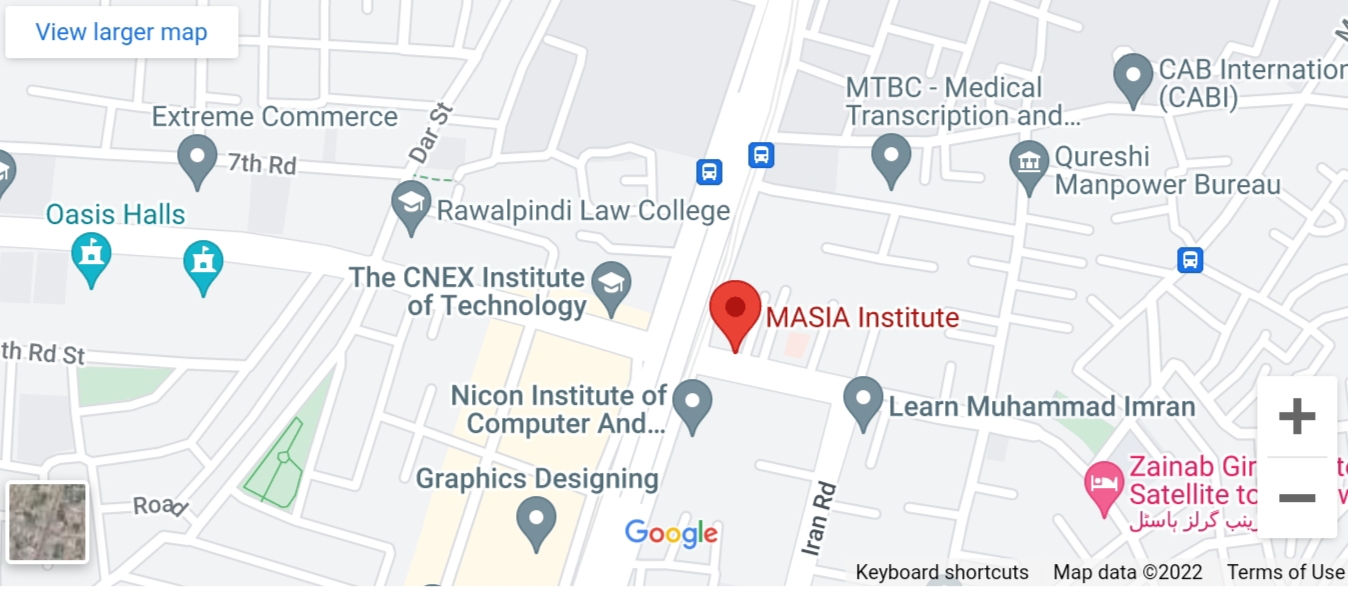 View larger map
CAB Internation
(CABI)
MTBC - Medical
Transcription and...
Extreme Commerce
Dar St
7th Rd
Qureshi
Manpower Bureau
Oasis Halls
Rawalpindi Law College
The CNEX Institute
of Technology
MASIA Institute
th Rd St
Nicon Institute of
Computer And...
Learn Muhammad Imran
Graphics Designing
Zainab Gir
Satellite to
گرلز ہاسٹل
Road
Iran Rd
Google
Keyboard shortcuts
Map data ©2022
Terms of Use